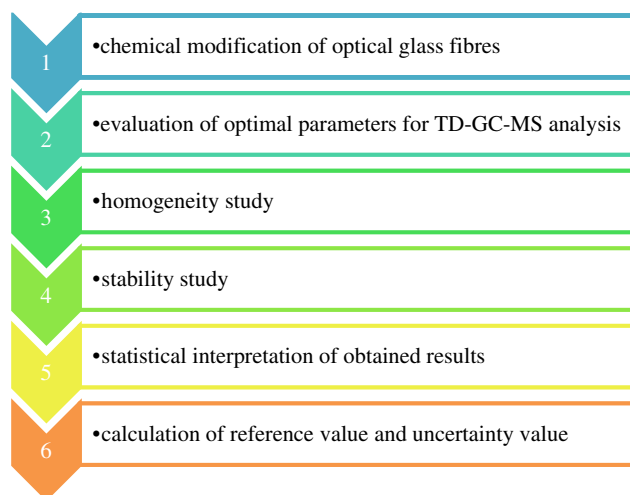 1
•chemical modification of optical glass fibres
2
•evaluation of optimal parameters for TD-GC-MS analysis
3
•homogeneity study
4
•stability study
5
•statistical interpretation of obtained results
6
•calculation of reference value and uncertainty value